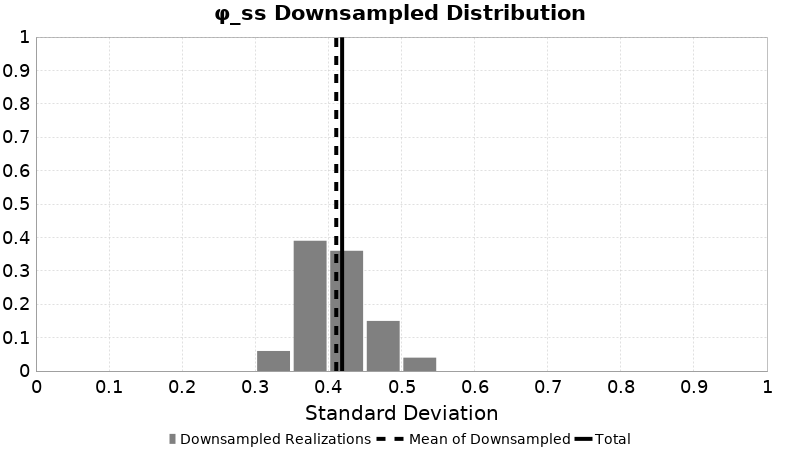 φ_ss Downsampled Distribution
1
0.9
0.8
0.7
0.6
0.5
0.4
0.3
0.2
0.1
0
0 0.1 0.2 0.3 0.4 0.5 0.6 0.7 0.8 0.9 1
Standard Deviation
Downsampled Realizations Mean of Downsampled Total